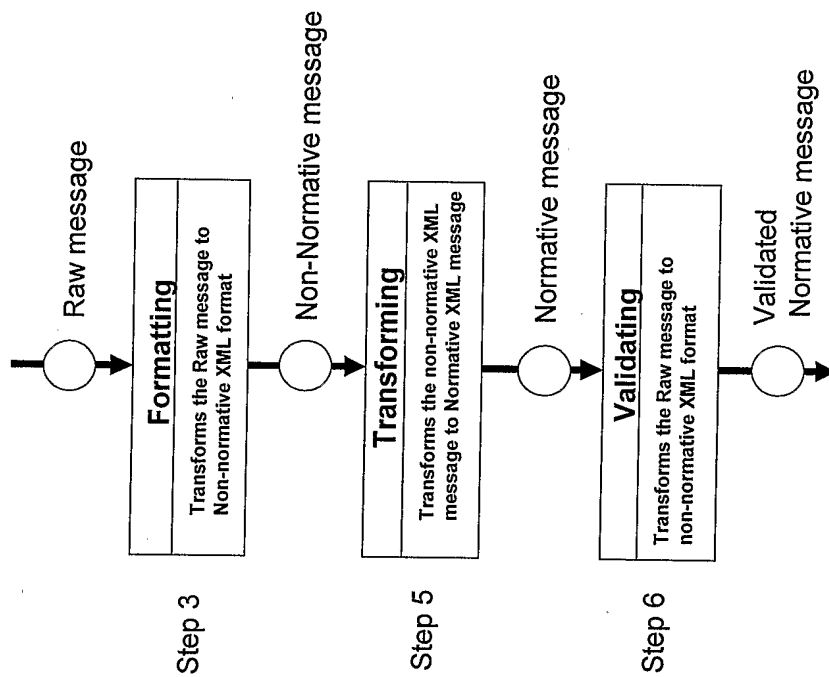 Raw message
Step 3
Formatting
Transforms the Raw message to
Non-normative XML format
Non-Normative message
Step 5
Transforming
Transforms the non-normative XML
message to Normative XML message
Normative message
Step 6
Validating
Transforms the Raw message to
non-normative XML format
Validated
Normative message